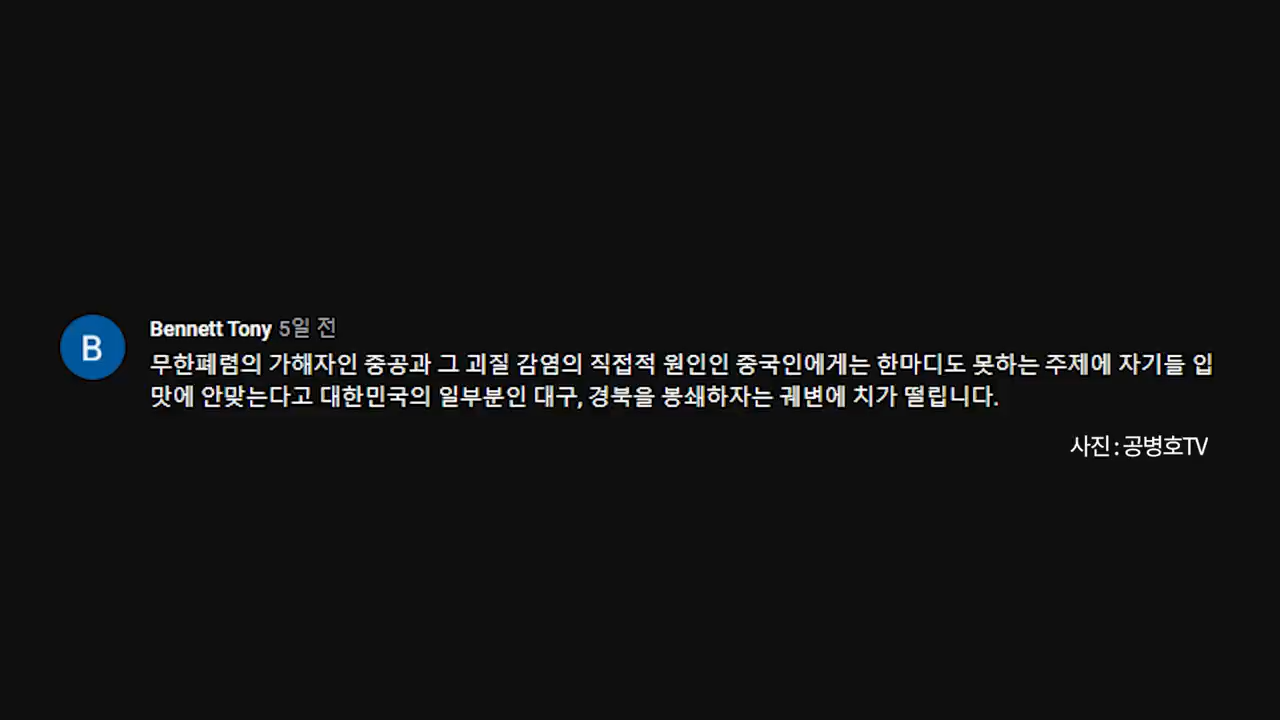 B
Bennett Tony 5일 전
무한폐렴의 가해자인 중공과 그 괴질 감염의 직접적 원인인 중국인에게는 한마디도 못하는 주제에 자기들 입
맛에 안맞는다고 대한민국의 일부분인 대구, 경북을 봉쇄하자는 궤변에 치가 떨립니다.
사진 : 공병호TV